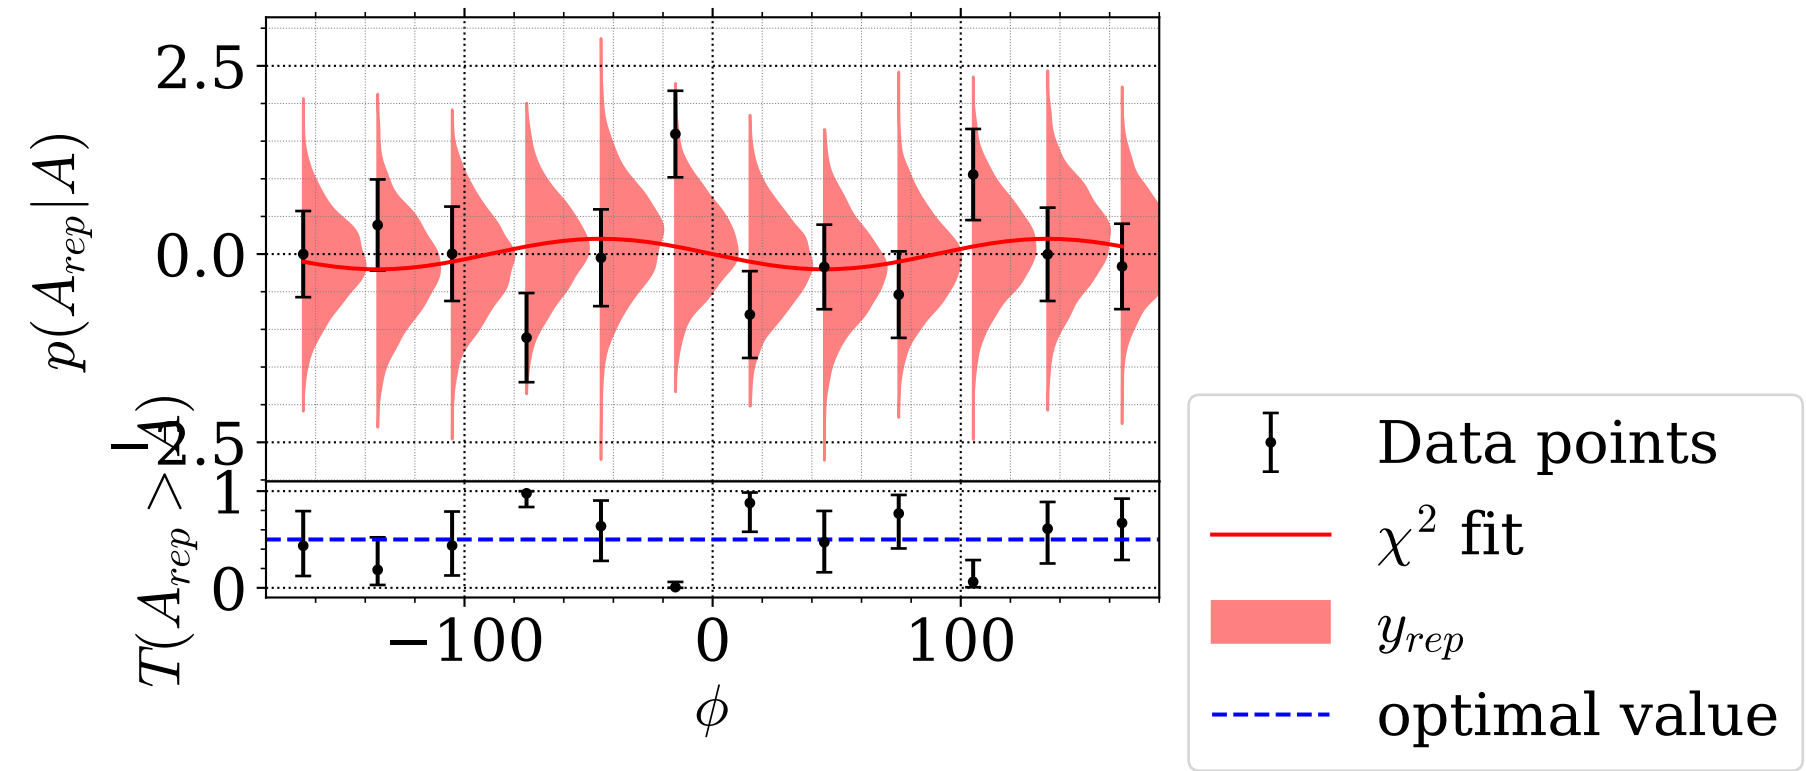 p(A_rep|A)
2.5
0.0
−2.5
T(A_rep > A)
1
0
−100 0 100
ϕ
Data points
χ² fit
y_rep
optimal value